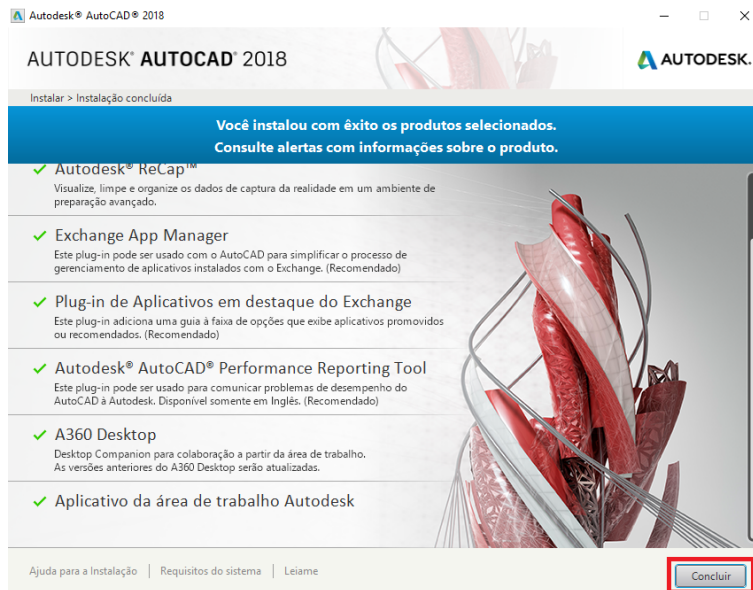 Autodesk® AutoCAD® 2018
AUTODESK® AUTOCAD® 2018
AUTODESK.
Instalar > Instalação concluída
Você instalou com êxito os produtos selecionados.
Consulte alertas com informações sobre o produto.
Autodesk® ReCap™
Visualize, limpe e organize os dados de captura da realidade em um ambiente de
preparação avançado.
Exchange App Manager
Este plug-in pode ser usado com o AutoCAD para simplificar o processo de
gerenciamento de aplicativos instalados com o Exchange. (Recomendado)
Plug-in de Aplicativos em destaque do Exchange
Este plug-in adiciona uma guia à faixa de opções que exibe aplicativos promovidos
ou recomendados. (Recomendado)
Autodesk® AutoCAD® Performance Reporting Tool
Este plug-in pode ser usado para comunicar problemas de desempenho do
AutoCAD à Autodesk. Disponível somente em Inglês. (Recomendado)
A360 Desktop
Desktop Companion para colaboração a partir da área de trabalho.
As versões anteriores do A360 Desktop serão atualizadas.
Aplicativo da área de trabalho Autodesk
Ajuda para a Instalação | Requisitos do sistema | Leiame
Concluir